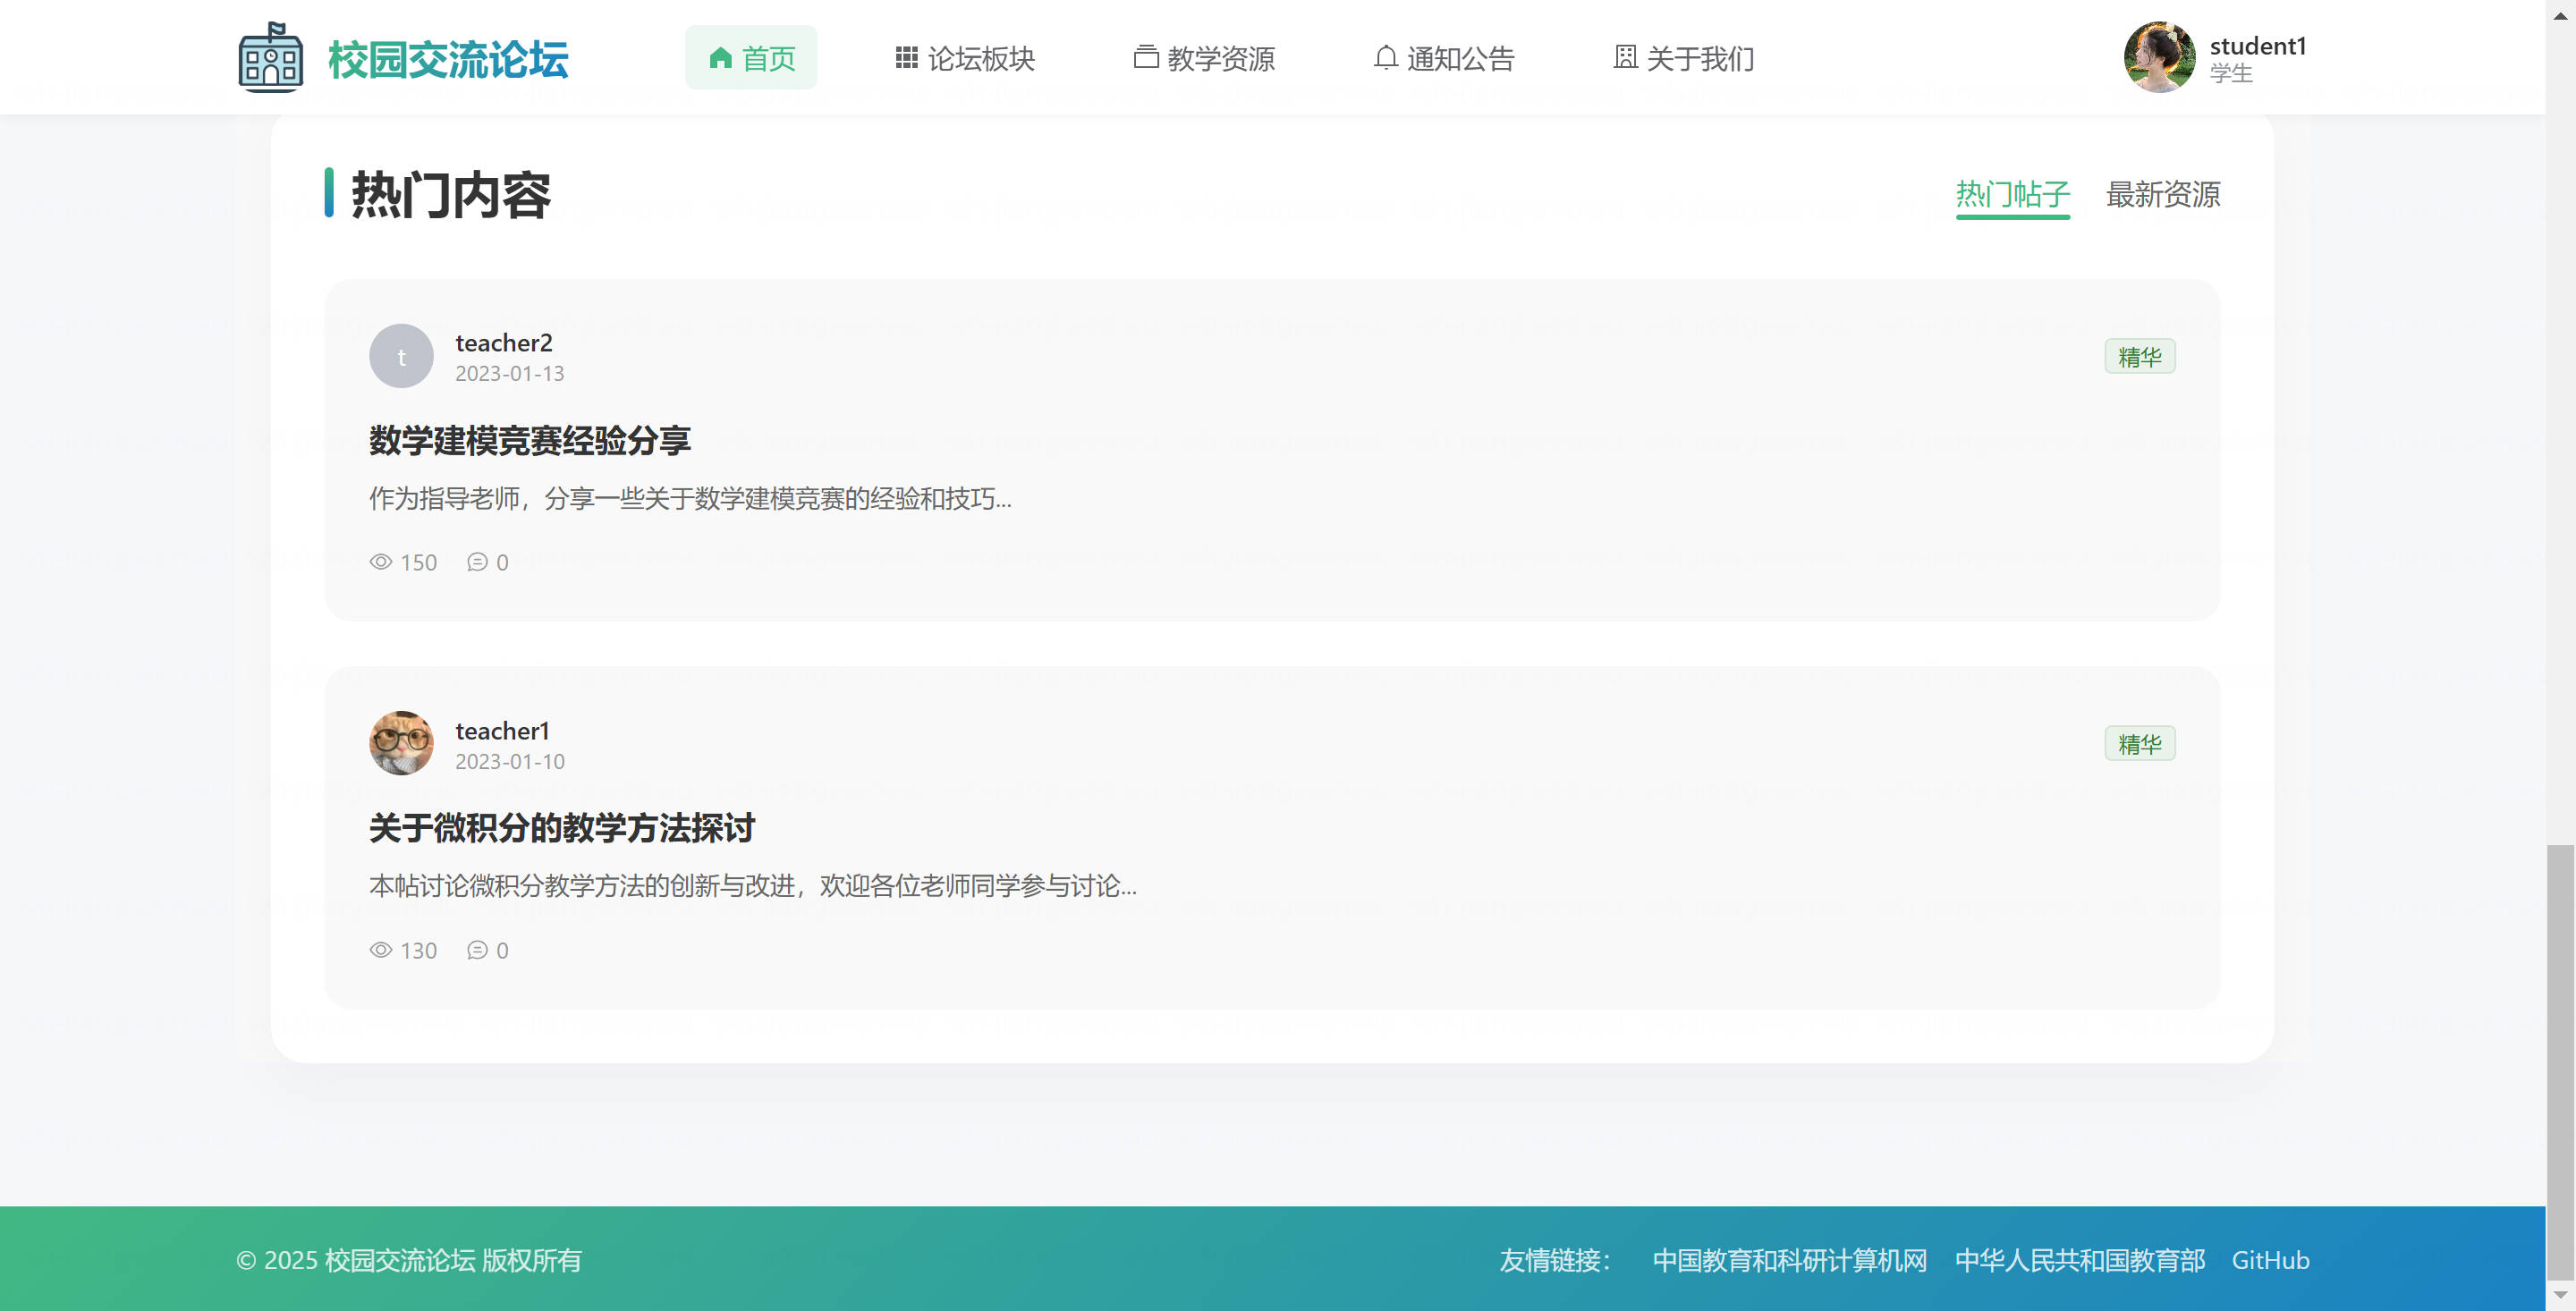 校园交流论坛
首页
论坛板块
教学资源
通知公告
关于我们
student1
学生
热门内容
热门帖子
最新资源
t
teacher2
2023-01-13
精华
数学建模竞赛经验分享
作为指导老师，分享一些关于数学建模竞赛的经验和技巧...
150
0
teacher1
2023-01-10
精华
关于微积分的教学方法探讨
本帖讨论微积分教学方法的创新与改进，欢迎各位老师同学参与讨论...
130
0
© 2025 校园交流论坛 版权所有
友情链接：
中国教育和科研计算机网
中华人民共和国教育部
GitHub